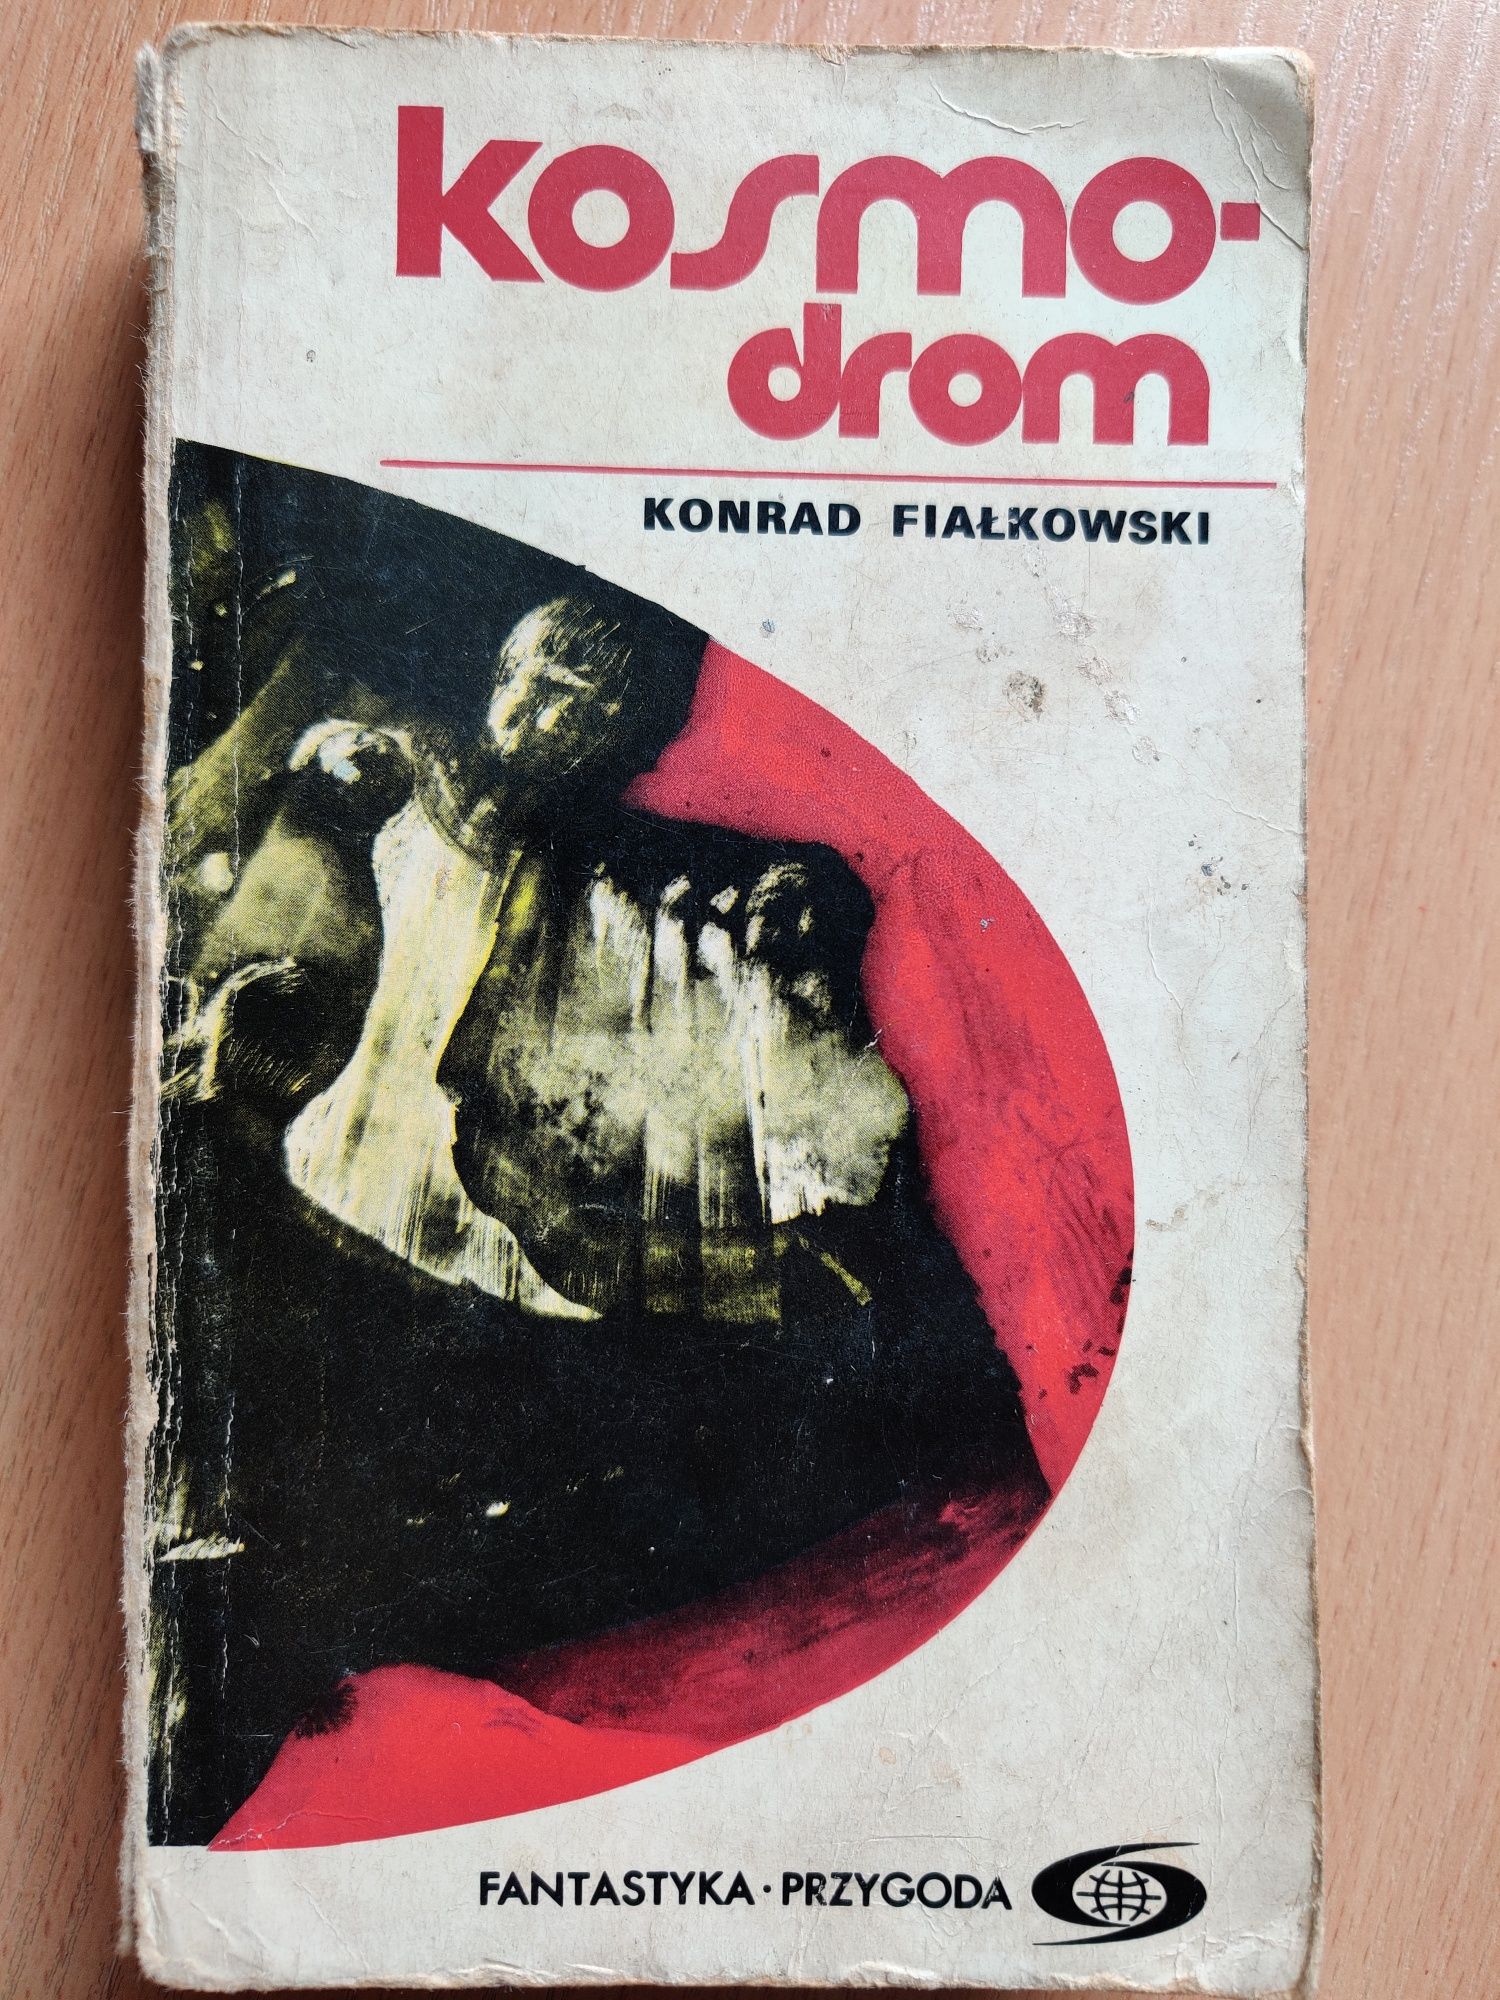 kosmo-
drom
KONRAD FIAŁKOWSKI
FANTASTYKA · PRZYGODA